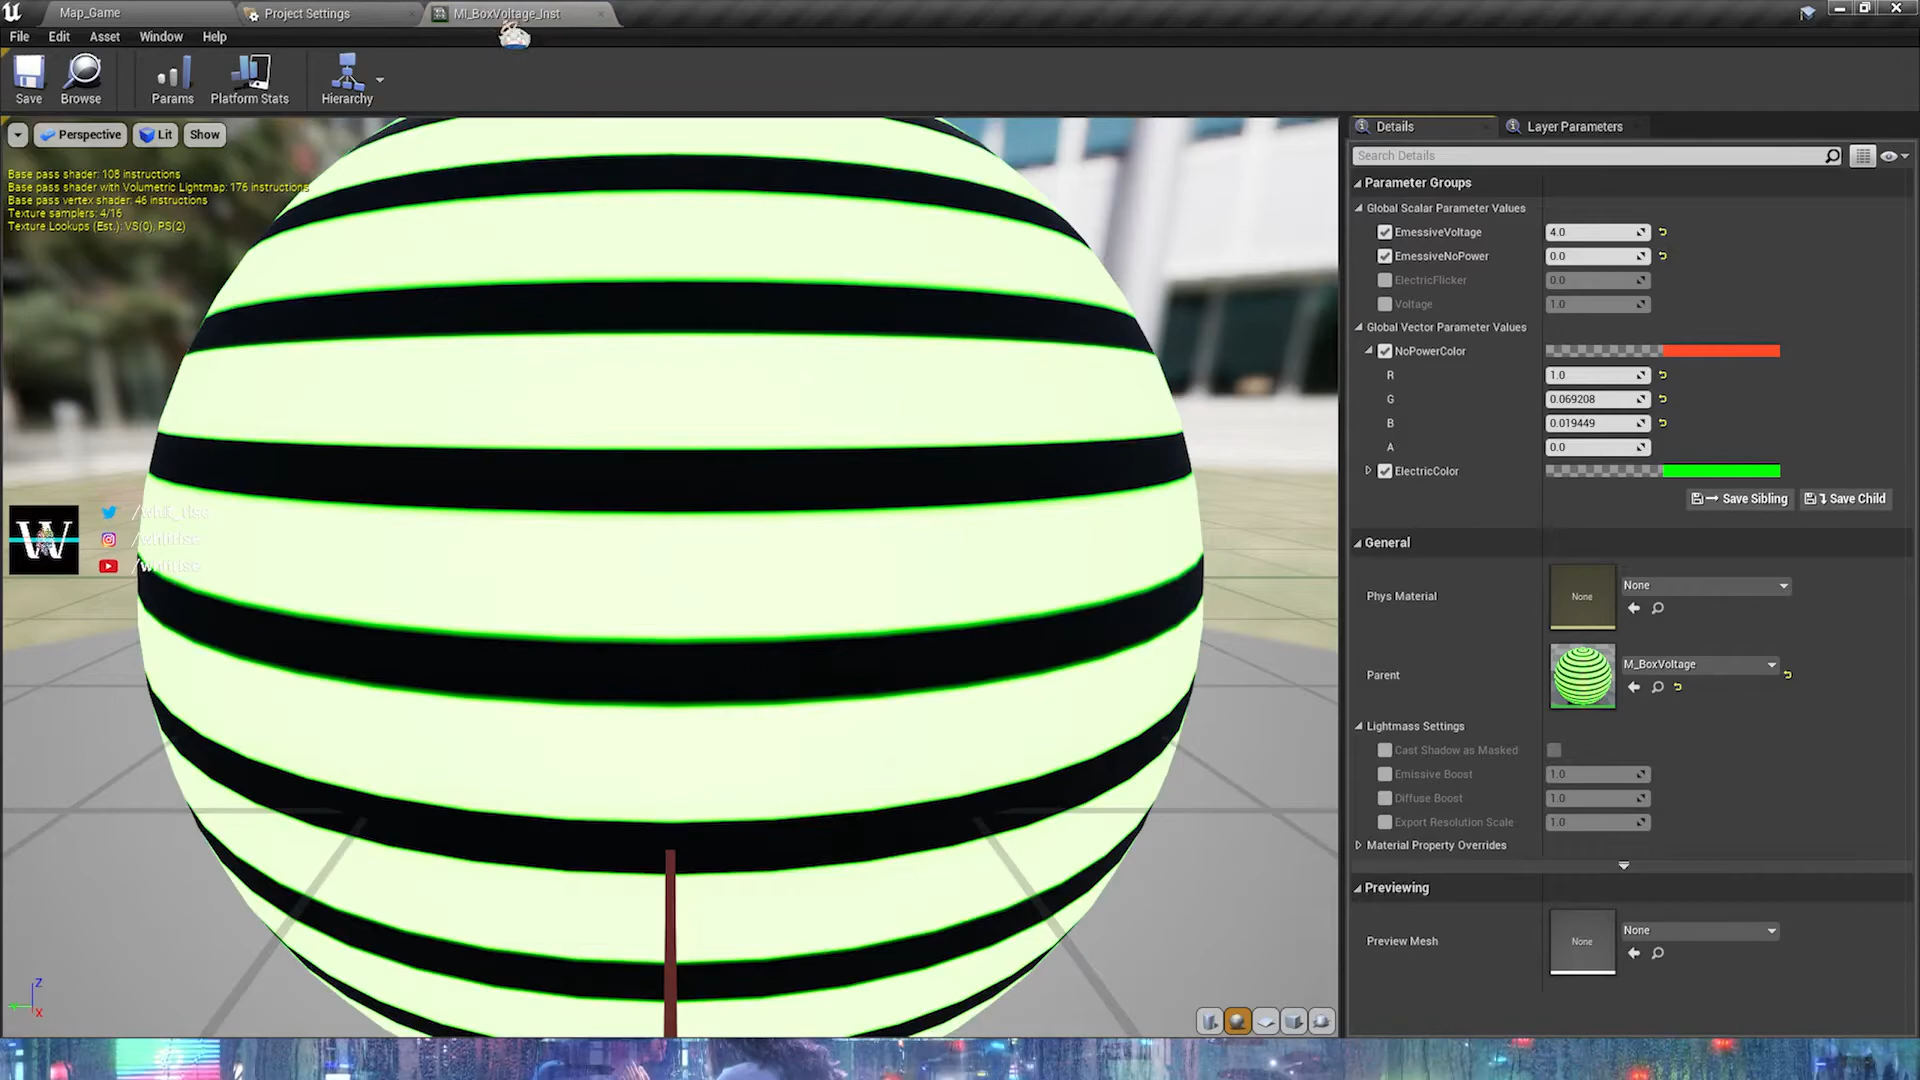 Map_Game
Project Settings
MI_BoxVoltage_Inst
File
Edit
Asset
Window
Help
Save
Browse
Params
Platform Stats
Hierarchy
Perspective
Lit
Show
Base pass shader: 108 instructions
Base pass shader with Volumetric Lightmap: 176 instructions
Base pass vertex shader: 46 instructions
Texture samplers: 4/16
Texture Lookups (Est.): VS(0), PS(2)
W
Z
X
Details
Layer Parameters
Search Details
Parameter Groups
Global Scalar Parameter Values
EmessiveVoltage 4.0
EmessiveNoPower 0.0
ElectricFlicker 0.0
Voltage 1.0
Global Vector Parameter Values
NoPowerColor
R 1.0
G 0.069208
B 0.019449
A 0.0
ElectricColor
Save Sibling
Save Child
General
Phys Material None None
Parent M_BoxVoltage
Lightmass Settings
Cast Shadow as Masked
Emissive Boost 1.0
Diffuse Boost 1.0
Export Resolution Scale 1.0
Material Property Overrides
Previewing
Preview Mesh None None